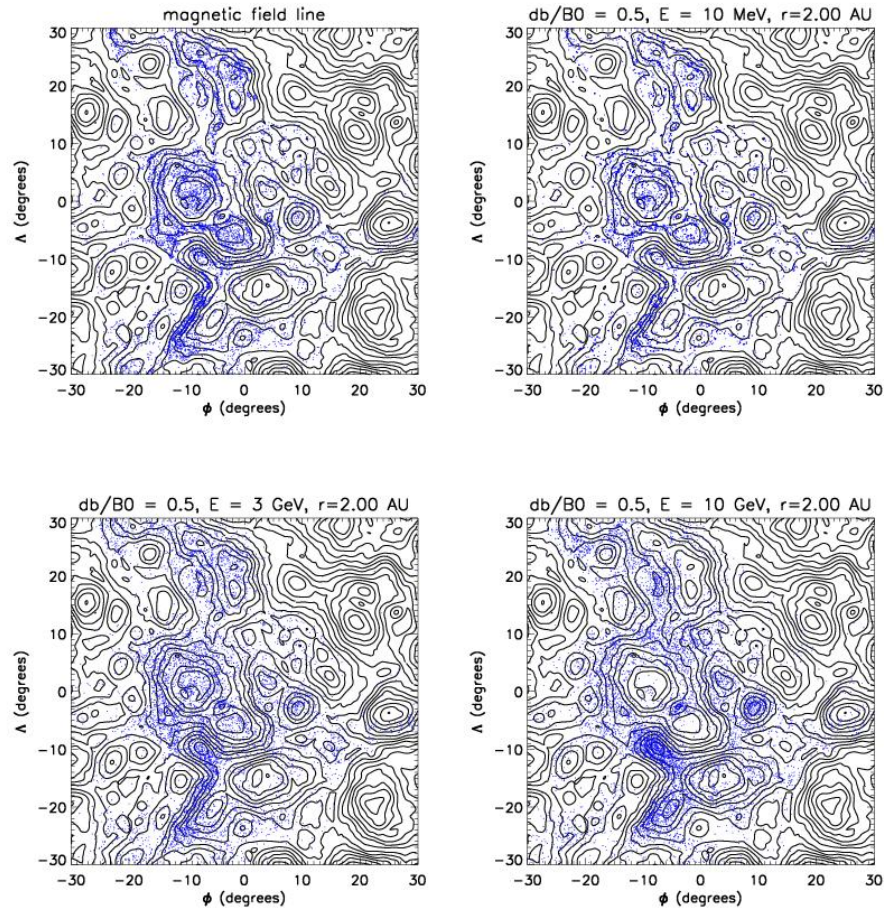 magnetic field line
30
20
10
0
−10
−20
−30
Λ (degrees)
−30 −20 −10 0 10 20 30
ϕ (degrees)
db/B0 = 0.5, E = 10 MeV, r=2.00 AU
30
20
10
0
−10
−20
−30
Λ (degrees)
−30 −20 −10 0 10 20 30
ϕ (degrees)
db/B0 = 0.5, E = 3 GeV, r=2.00 AU
30
20
10
0
−10
−20
−30
Λ (degrees)
−30 −20 −10 0 10 20 30
ϕ (degrees)
db/B0 = 0.5, E = 10 GeV, r=2.00 AU
30
20
10
0
−10
−20
−30
Λ (degrees)
−30 −20 −10 0 10 20 30
ϕ (degrees)